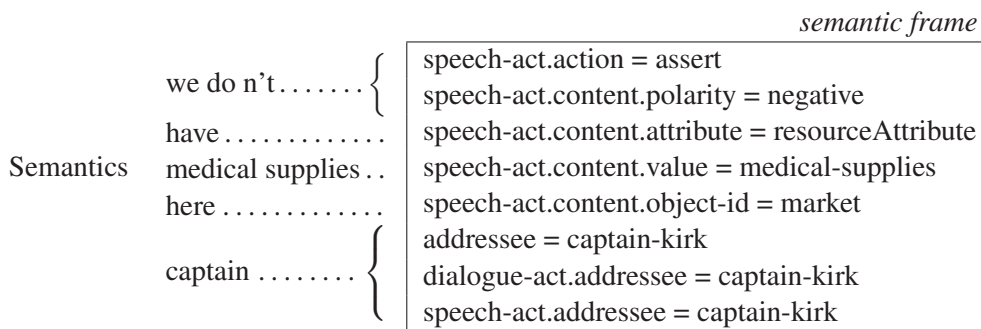 semantic frame
we do n't....... speech-act.action = assert
speech-act.content.polarity = negative
have ............. speech-act.content.attribute = resourceAttribute
Semantics medical supplies .. speech-act.content.value = medical-supplies
here ............. speech-act.content.object-id = market
captain ........ addressee = captain-kirk
dialogue-act.addressee = captain-kirk
speech-act.addressee = captain-kirk